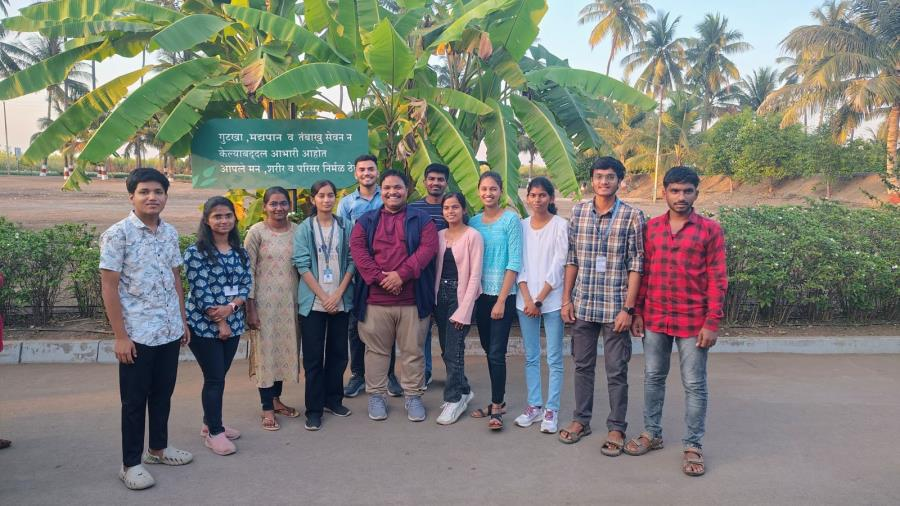 गुटखा ,मद्यपान व तंबाखु सेवन न
केल्याबद्दल आभारी आहोत
आपले मन ,शरीर व परिसर निर्मळ